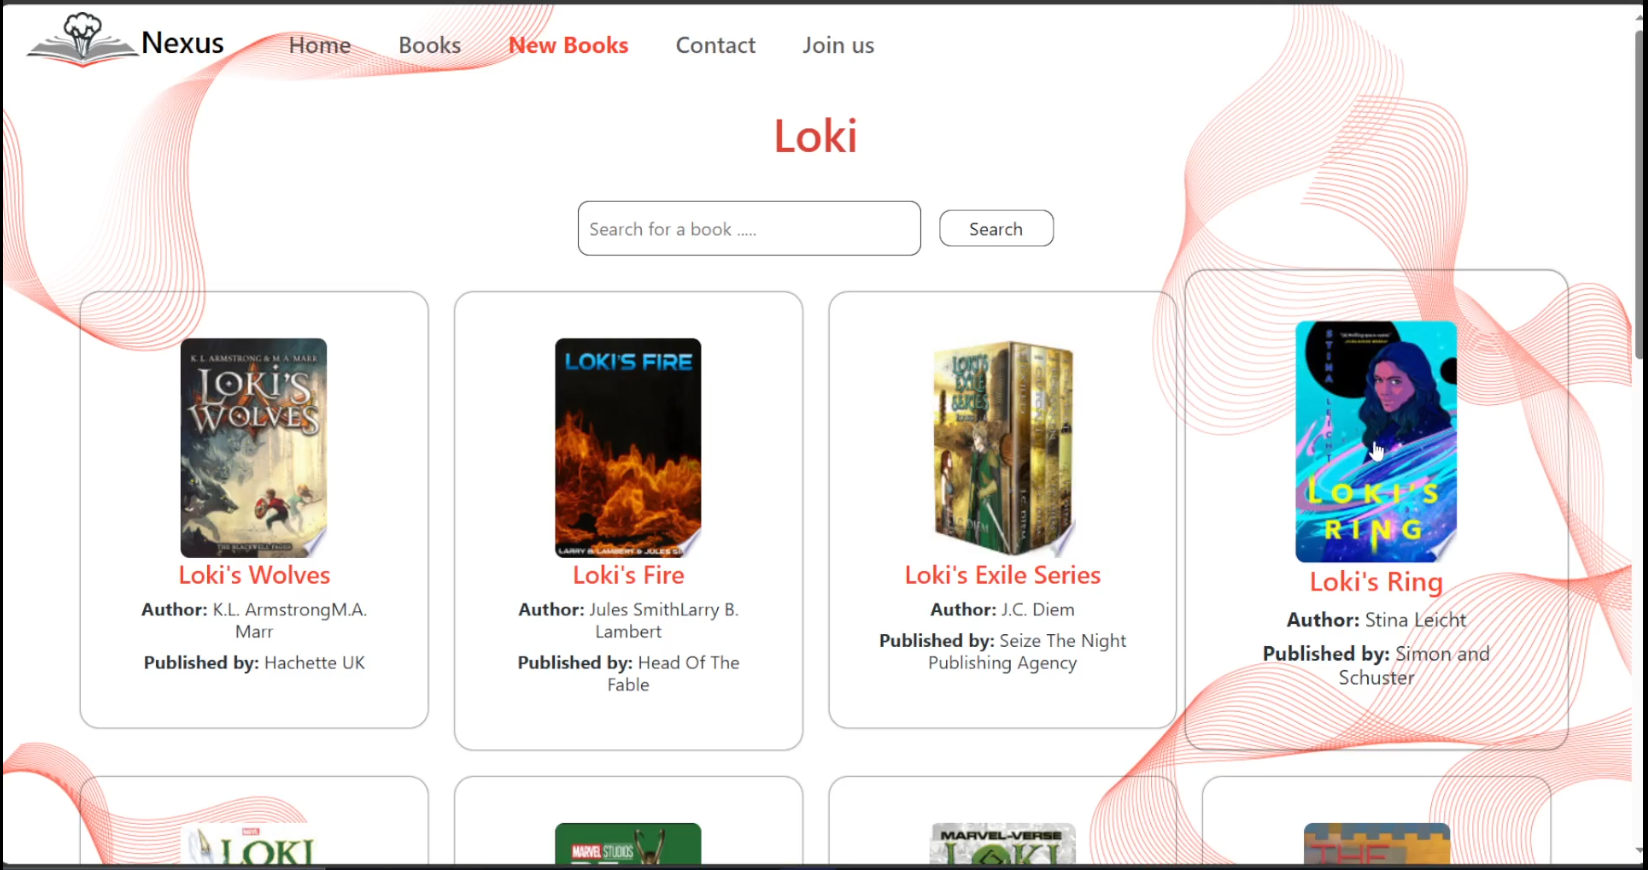 Nexus
Home
Books
New Books
Contact
Join us
Loki
Search for a book .....
Search
K. L. ARMSTRONG & M. A. MARR
LOKI'S
WOLVES
THE BLACKWELL PAGES
Loki's Wolves
Author: K.L. ArmstrongM.A.
Marr
Published by: Hachette UK
LOKI'S FIRE
LARRY B. LAMBERT & JULES
Loki's Fire
Author: Jules SmithLarry B.
Lambert
Published by: Head Of The
Fable
LOKI'S
EXILE
SERIES
J.C. DIEM
Loki's Exile Series
Author: J.C. Diem
Published by: Seize The Night
Publishing Agency
STINA LEICHT
LOKI'S
RING
Loki's Ring
Author: Stina Leicht
Published by: Simon and
Schuster
MARVEL
LOKI
MARVEL STUDIOS
MARVEL-VERSE
LOKI
THE